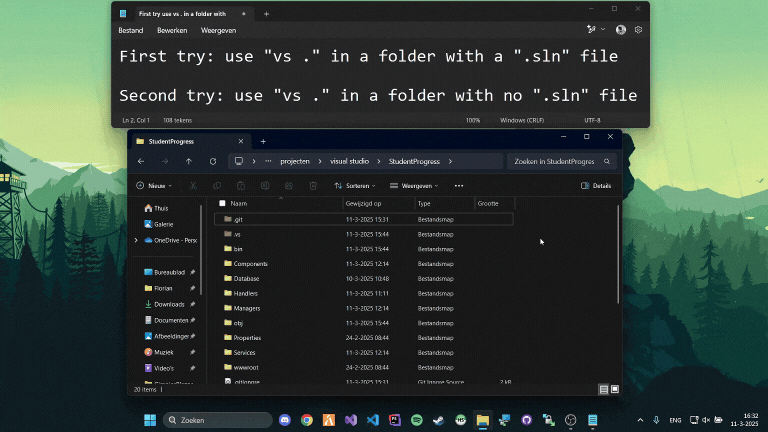 First try use vs . in a folder with
Bestand Bewerken Weergeven
First try: use "vs ." in a folder with a ".sln" file
Second try: use "vs ." in a folder with no ".sln" file
Ln 2, Col 1 108 tekens 100% Windows (CRLF) UTF-8
StudentProgress
projecten visual studio StudentProgress Zoeken in StudentProgres
Nieuw Sorteren Weergeven Details
Naam Gewijzigd op Type Grootte
Thuis
Galerie
OneDrive - Perso
Bureaublad
Florian
Downloads
Documenten
Afbeeldingen
Muziek
Video's
.git 11-3-2025 15:31 Bestandsmap
.vs 11-3-2025 15:44 Bestandsmap
bin 11-3-2025 15:44 Bestandsmap
Components 11-3-2025 12:14 Bestandsmap
Database 10-3-2025 10:48 Bestandsmap
Handlers 11-3-2025 11:11 Bestandsmap
Managers 11-3-2025 12:14 Bestandsmap
obj 11-3-2025 15:44 Bestandsmap
Properties 24-2-2025 08:44 Bestandsmap
Services 11-3-2025 12:14 Bestandsmap
wwwroot 24-2-2025 08:44 Bestandsmap
.gitignore 11-3-2025 15:31 Git Ignore Source 2 kB
20 items
Zoeken
ENG
16:32
11-3-2025